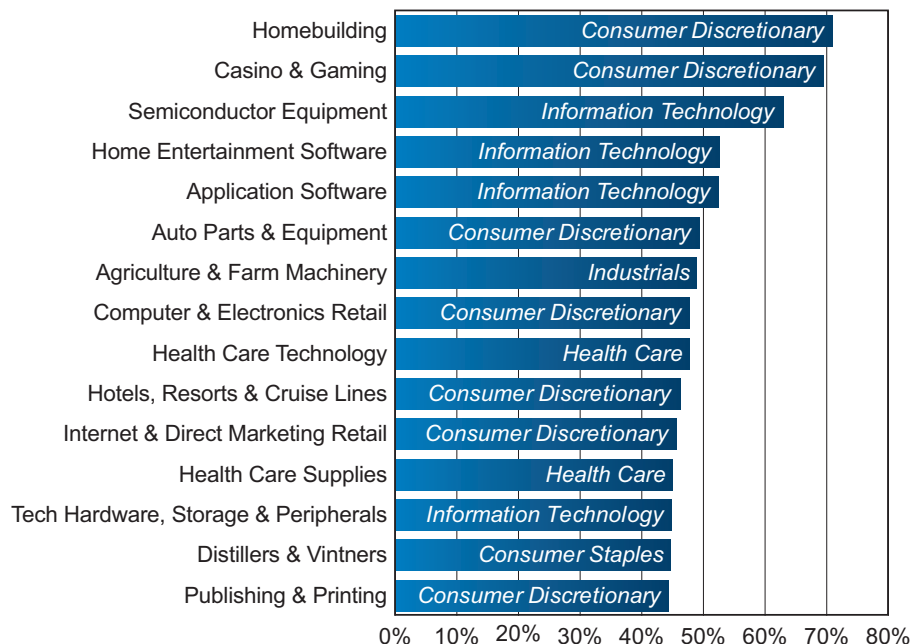 Homebuilding Consumer Discretionary
Casino & Gaming Consumer Discretionary
Semiconductor Equipment Information Technology
Home Entertainment Software Information Technology
Application Software Information Technology
Auto Parts & Equipment Consumer Discretionary
Agriculture & Farm Machinery Industrials
Computer & Electronics Retail Consumer Discretionary
Health Care Technology Health Care
Hotels, Resorts & Cruise Lines Consumer Discretionary
Internet & Direct Marketing Retail Consumer Discretionary
Health Care Supplies Health Care
Tech Hardware, Storage & Peripherals Information Technology
Distillers & Vintners Consumer Staples
Publishing & Printing Consumer Discretionary
0% 10% 20% 30% 40% 50% 60% 70% 80%